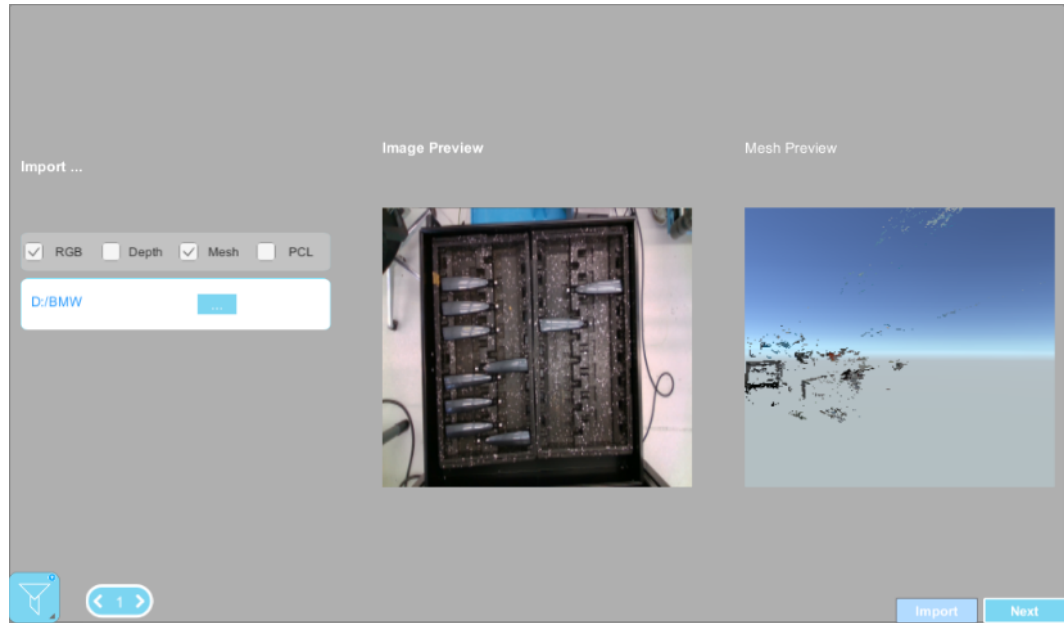 Import ...
Image Preview
Mesh Preview
RGB Depth Mesh PCL
D:/BMW ...
1
Import Next